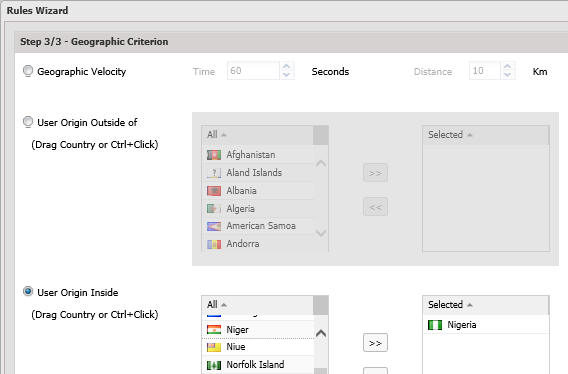 Rules Wizard
Step 3/3 - Geographic Criterion
Geographic Velocity Time 60 Seconds Distance 10 Km
User Origin Outside of
(Drag Country or Ctrl+Click)
All
Afghanistan
Aland Islands
Albania
Algeria
American Samoa
Andorra
>>
<<
Selected
User Origin Inside
(Drag Country or Ctrl+Click)
All
Niger
Niue
Norfolk Island
>>
Selected
Nigeria